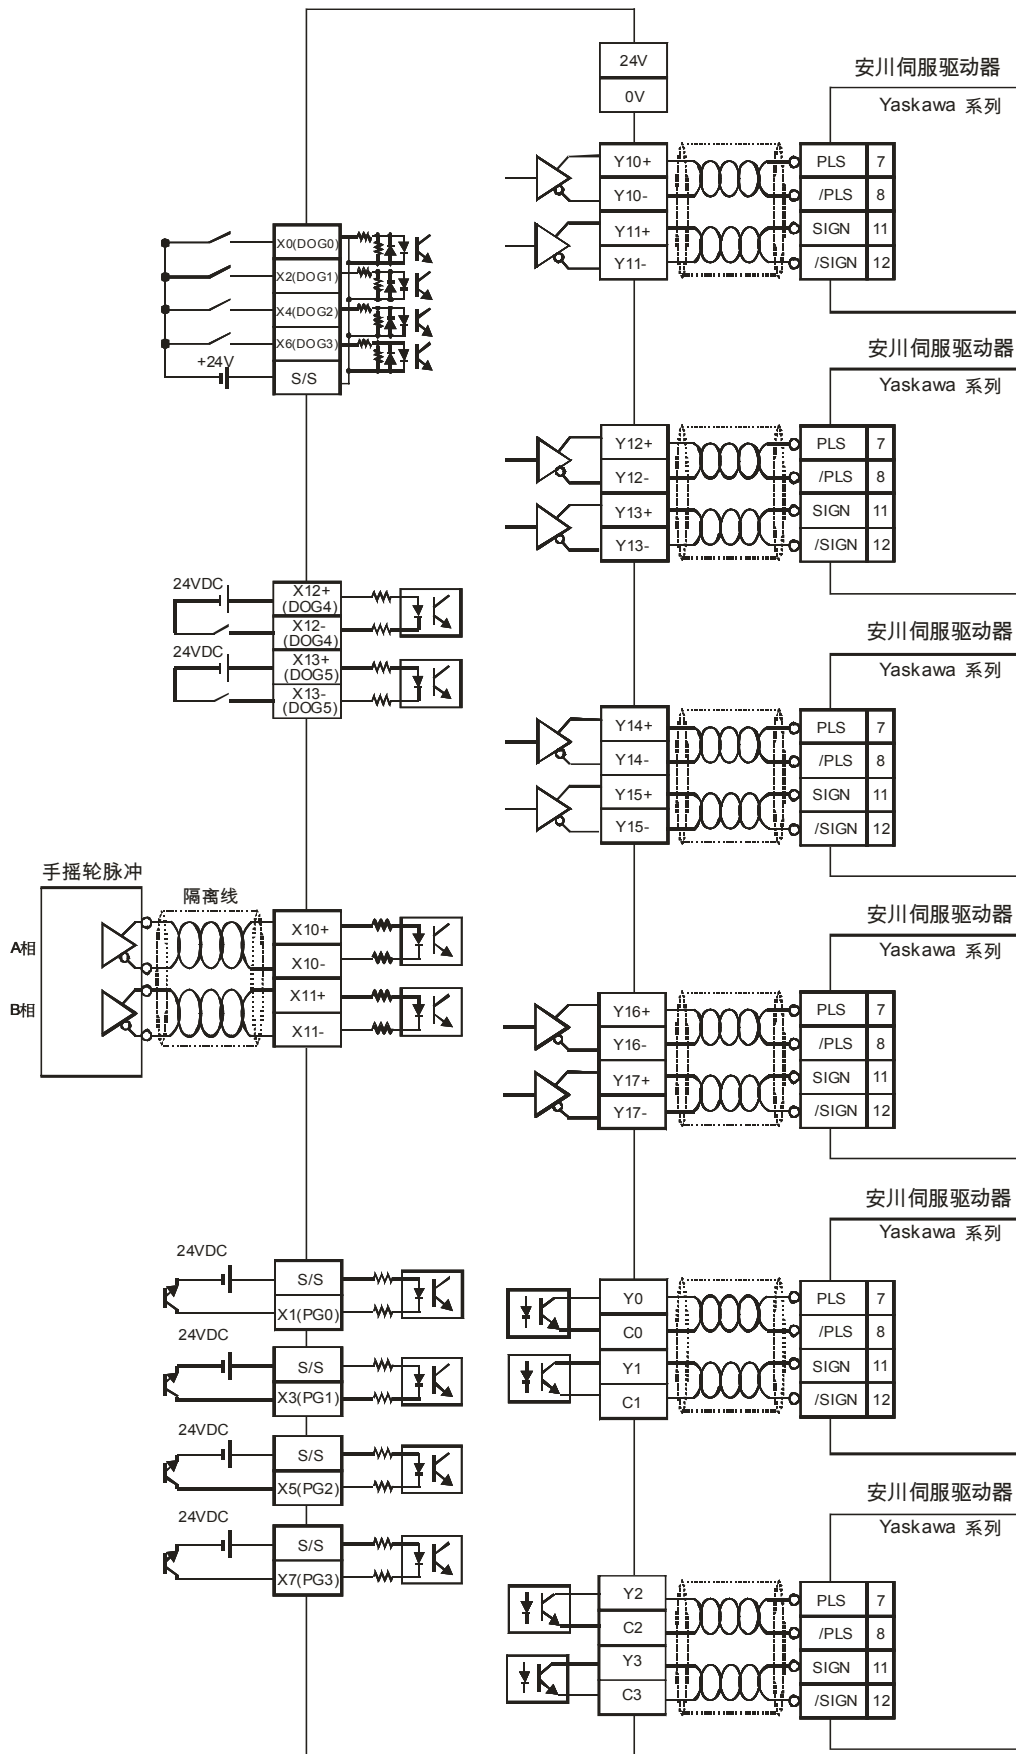 24V
0V
安川伺服驱动器
Yaskawa 系列
Y10+
Y10-
Y11+
Y11-
PLS 7
/PLS 8
SIGN 11
/SIGN 12
X0(DOG0)
X2(DOG1)
X4(DOG2)
X6(DOG3)
+24V
S/S
安川伺服驱动器
Yaskawa 系列
Y12+
Y12-
Y13+
Y13-
PLS 7
/PLS 8
SIGN 11
/SIGN 12
24VDC
X12+
(DOG4)
X12-
(DOG4)
24VDC
X13+
(DOG5)
X13-
(DOG5)
安川伺服驱动器
Yaskawa 系列
Y14+
Y14-
Y15+
Y15-
PLS 7
/PLS 8
SIGN 11
/SIGN 12
手摇轮脉冲
隔离线
A相
B相
X10+
X10-
X11+
X11-
安川伺服驱动器
Yaskawa 系列
Y16+
Y16-
Y17+
Y17-
PLS 7
/PLS 8
SIGN 11
/SIGN 12
24VDC
S/S
X1(PG0)
24VDC
S/S
X3(PG1)
24VDC
S/S
X5(PG2)
24VDC
S/S
X7(PG3)
安川伺服驱动器
Yaskawa 系列
Y0
C0
Y1
C1
PLS 7
/PLS 8
SIGN 11
/SIGN 12
安川伺服驱动器
Yaskawa 系列
Y2
C2
Y3
C3
PLS 7
/PLS 8
SIGN 11
/SIGN 12